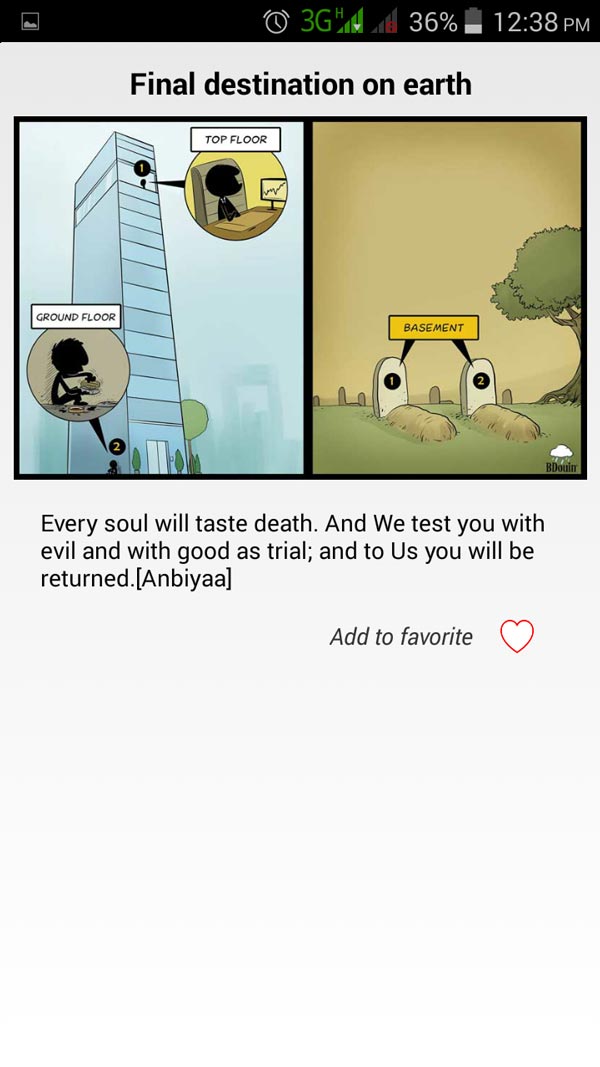 3G H 36% 12:38 PM
Final destination on earth
TOP FLOOR
1
GROUND FLOOR
2
BASEMENT
1 2
BDouin
Every soul will taste death. And We test you with
evil and with good as trial; and to Us you will be
returned.[Anbiyaa]
Add to favorite